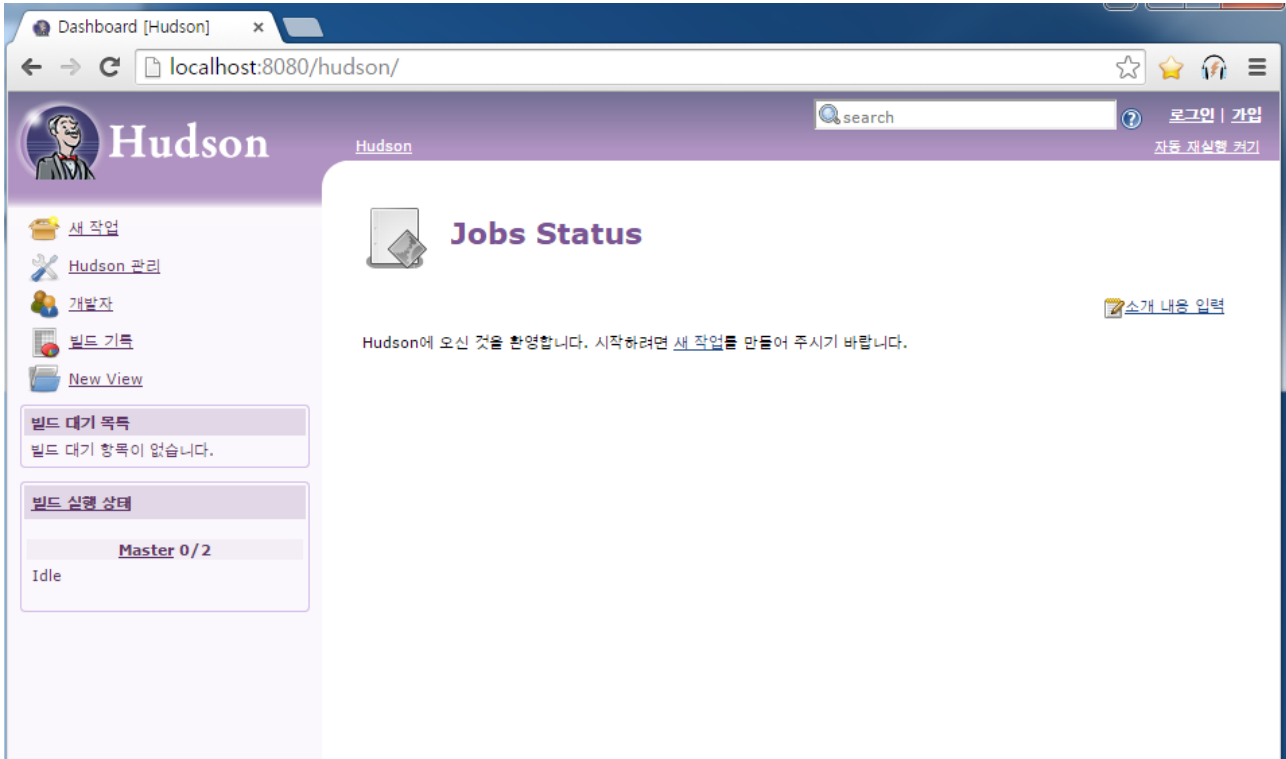 Dashboard [Hudson]
localhost:8080/hudson/
Hudson
search
로그인 | 가입
Hudson
자동 재실행 켜기
새 작업
Hudson 관리
개발자
빌드 기록
New View
빌드 대기 목록
빌드 대기 항목이 없습니다.
빌드 실행 상태
Master 0/2
Idle
Jobs Status
소개 내용 입력
Hudson에 오신 것을 환영합니다. 시작하려면 새 작업를 만들어 주시기 바랍니다.